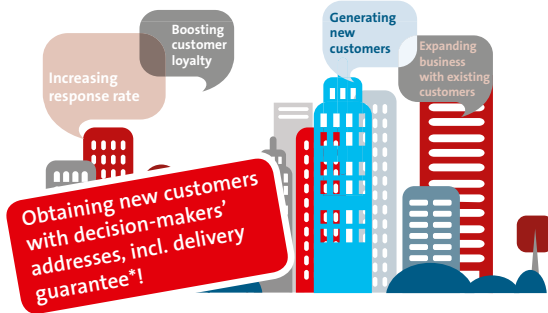 Boosting
customer
loyalty
Generating
new
customers
Increasing
response rate
Expanding
business
with existing
customers
Obtaining new customers
with decision-makers'
addresses, incl. delivery
guarantee*!